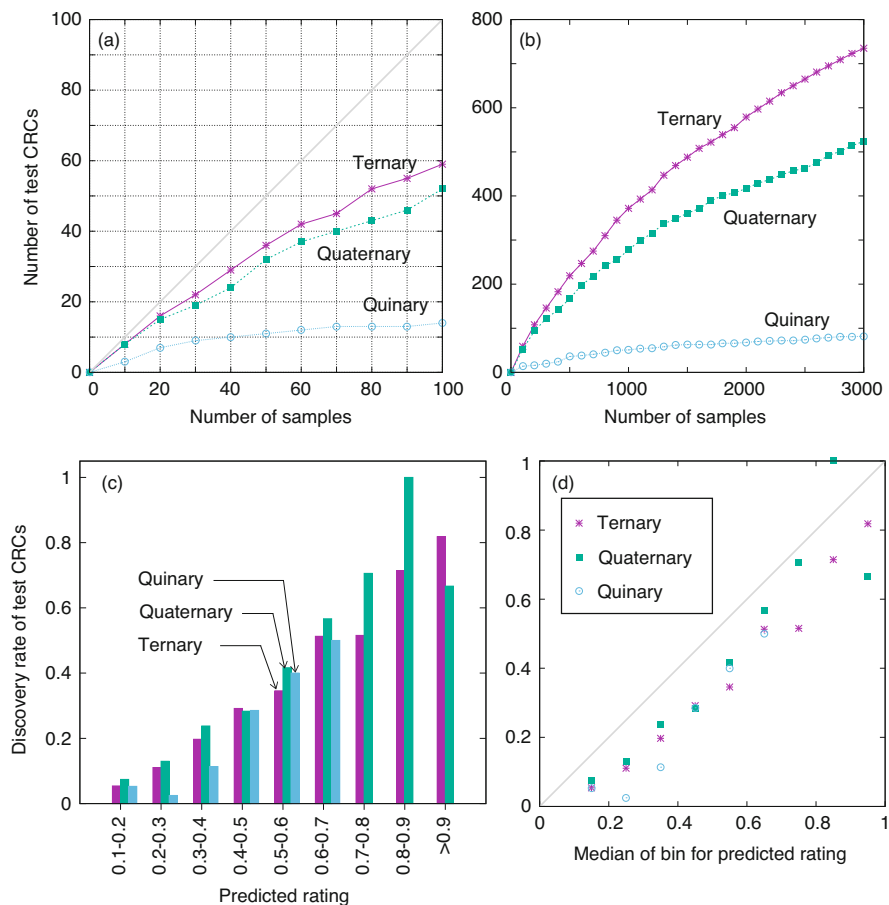 (a)
Number of test CRCs
100
80
60
40
20
0
Ternary
Quaternary
Quinary
0 20 40 60 80 100
Number of samples
(b)
800
600
400
200
0
Ternary
Quaternary
Quinary
0 1000 2000 3000
Number of samples
(c)
Discovery rate of test CRCs
1
0.8
0.6
0.4
0.2
0
Quinary
Quaternary
Ternary
0.1-0.2
0.2-0.3
0.3-0.4
0.4-0.5
0.5-0.6
0.6-0.7
0.7-0.8
0.8-0.9
>0.9
Predicted rating
(d)
1
0.8
0.6
0.4
0.2
0
Ternary
Quaternary
Quinary
0 0.2 0.4 0.6 0.8 1
Median of bin for predicted rating